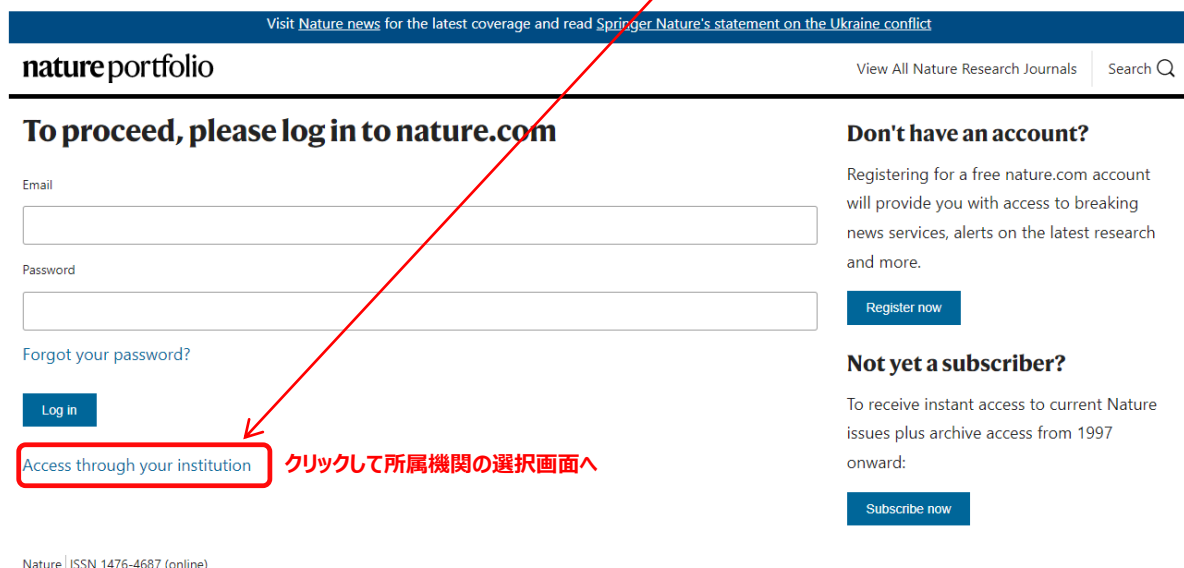 Visit Nature news for the latest coverage and read Springer Nature's statement on the Ukraine conflict
nature portfolio
View All Nature Research Journals
Search
To proceed, please log in to nature.com
Email
Password
Forgot your password?
Log in
Access through your institution
クリックして所属機関の選択画面へ
Don't have an account?
Registering for a free nature.com account
will provide you with access to breaking
news services, alerts on the latest research
and more.
Register now
Not yet a subscriber?
To receive instant access to current Nature
issues plus archive access from 1997
onward:
Subscribe now
Nature ISSN 1476-4687 (online)